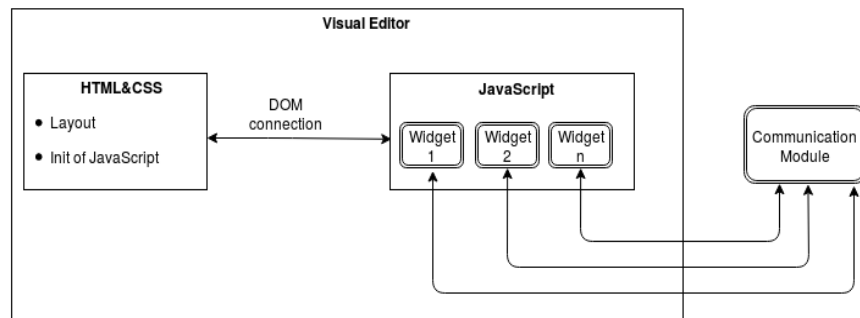 Visual Editor
HTML&CSS
• Layout
• Init of JavaScript
DOM
connection
JavaScript
Widget
1
Widget
2
Widget
n
Communication
Module